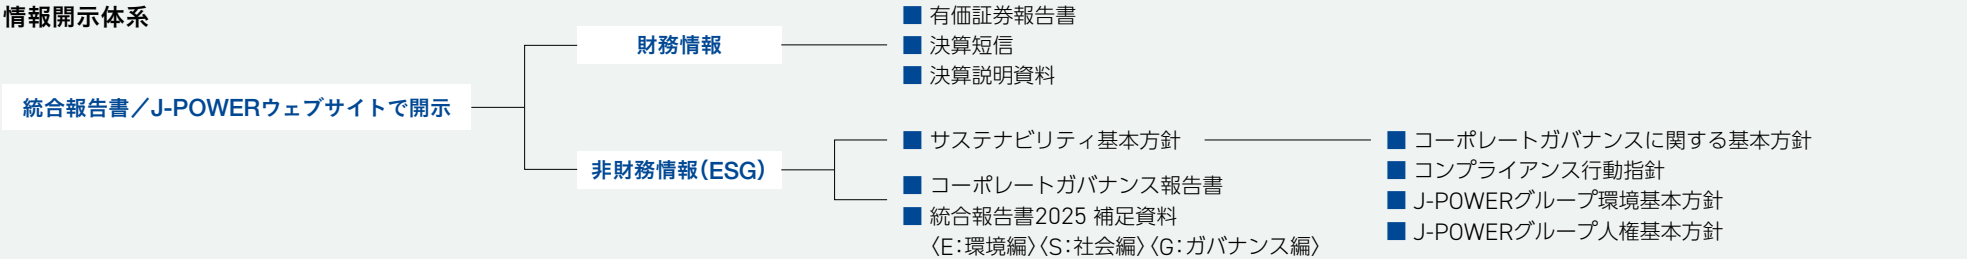 情報開示体系
統合報告書／J-POWERウェブサイトで開示
財務情報
■ 有価証券報告書
■ 決算短信
■ 決算説明資料
非財務情報（ESG）
■ サステナビリティ基本方針
■ コーポレートガバナンス報告書
■ 統合報告書2025 補足資料
〈E：環境編〉〈S：社会編〉〈G：ガバナンス編〉
■ コーポレートガバナンスに関する基本方針
■ コンプライアンス行動指針
■ J-POWERグループ環境基本方針
■ J-POWERグループ人権基本方針